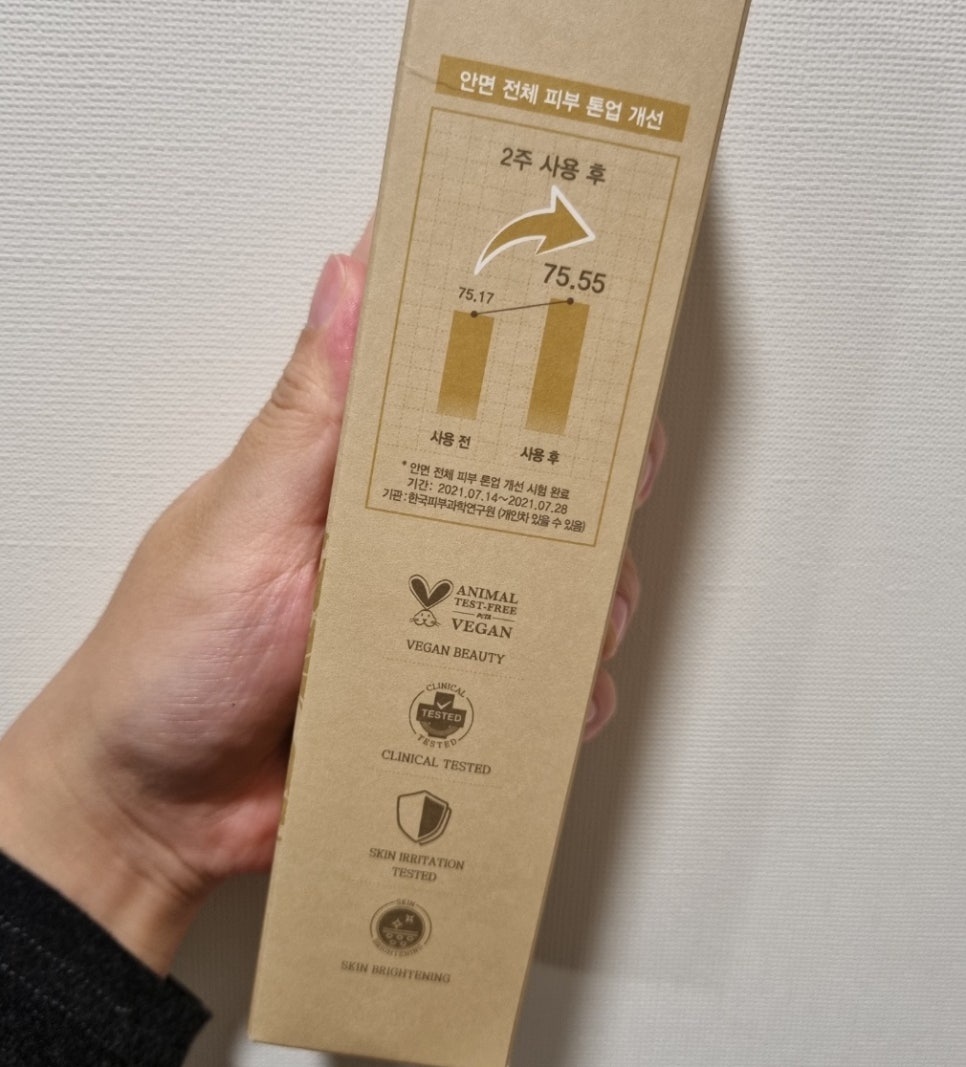 안면 전체 피부 톤업 개선
2주 사용 후
75.17
75.55
사용 전
사용 후
* 안면 전체 피부 톤업 개선 시험 완료
기간: 2021.07.14~2021.07.28
기관:한국피부과학연구원 (개인차 있을 수 있음)
ANIMAL
TEST-FREE
PETA
VEGAN
VEGAN BEAUTY
CLINICAL
TESTED
TESTED
CLINICAL TESTED
SKIN IRRITATION
TESTED
SKIN
BRIGHTENING
SKIN BRIGHTENING